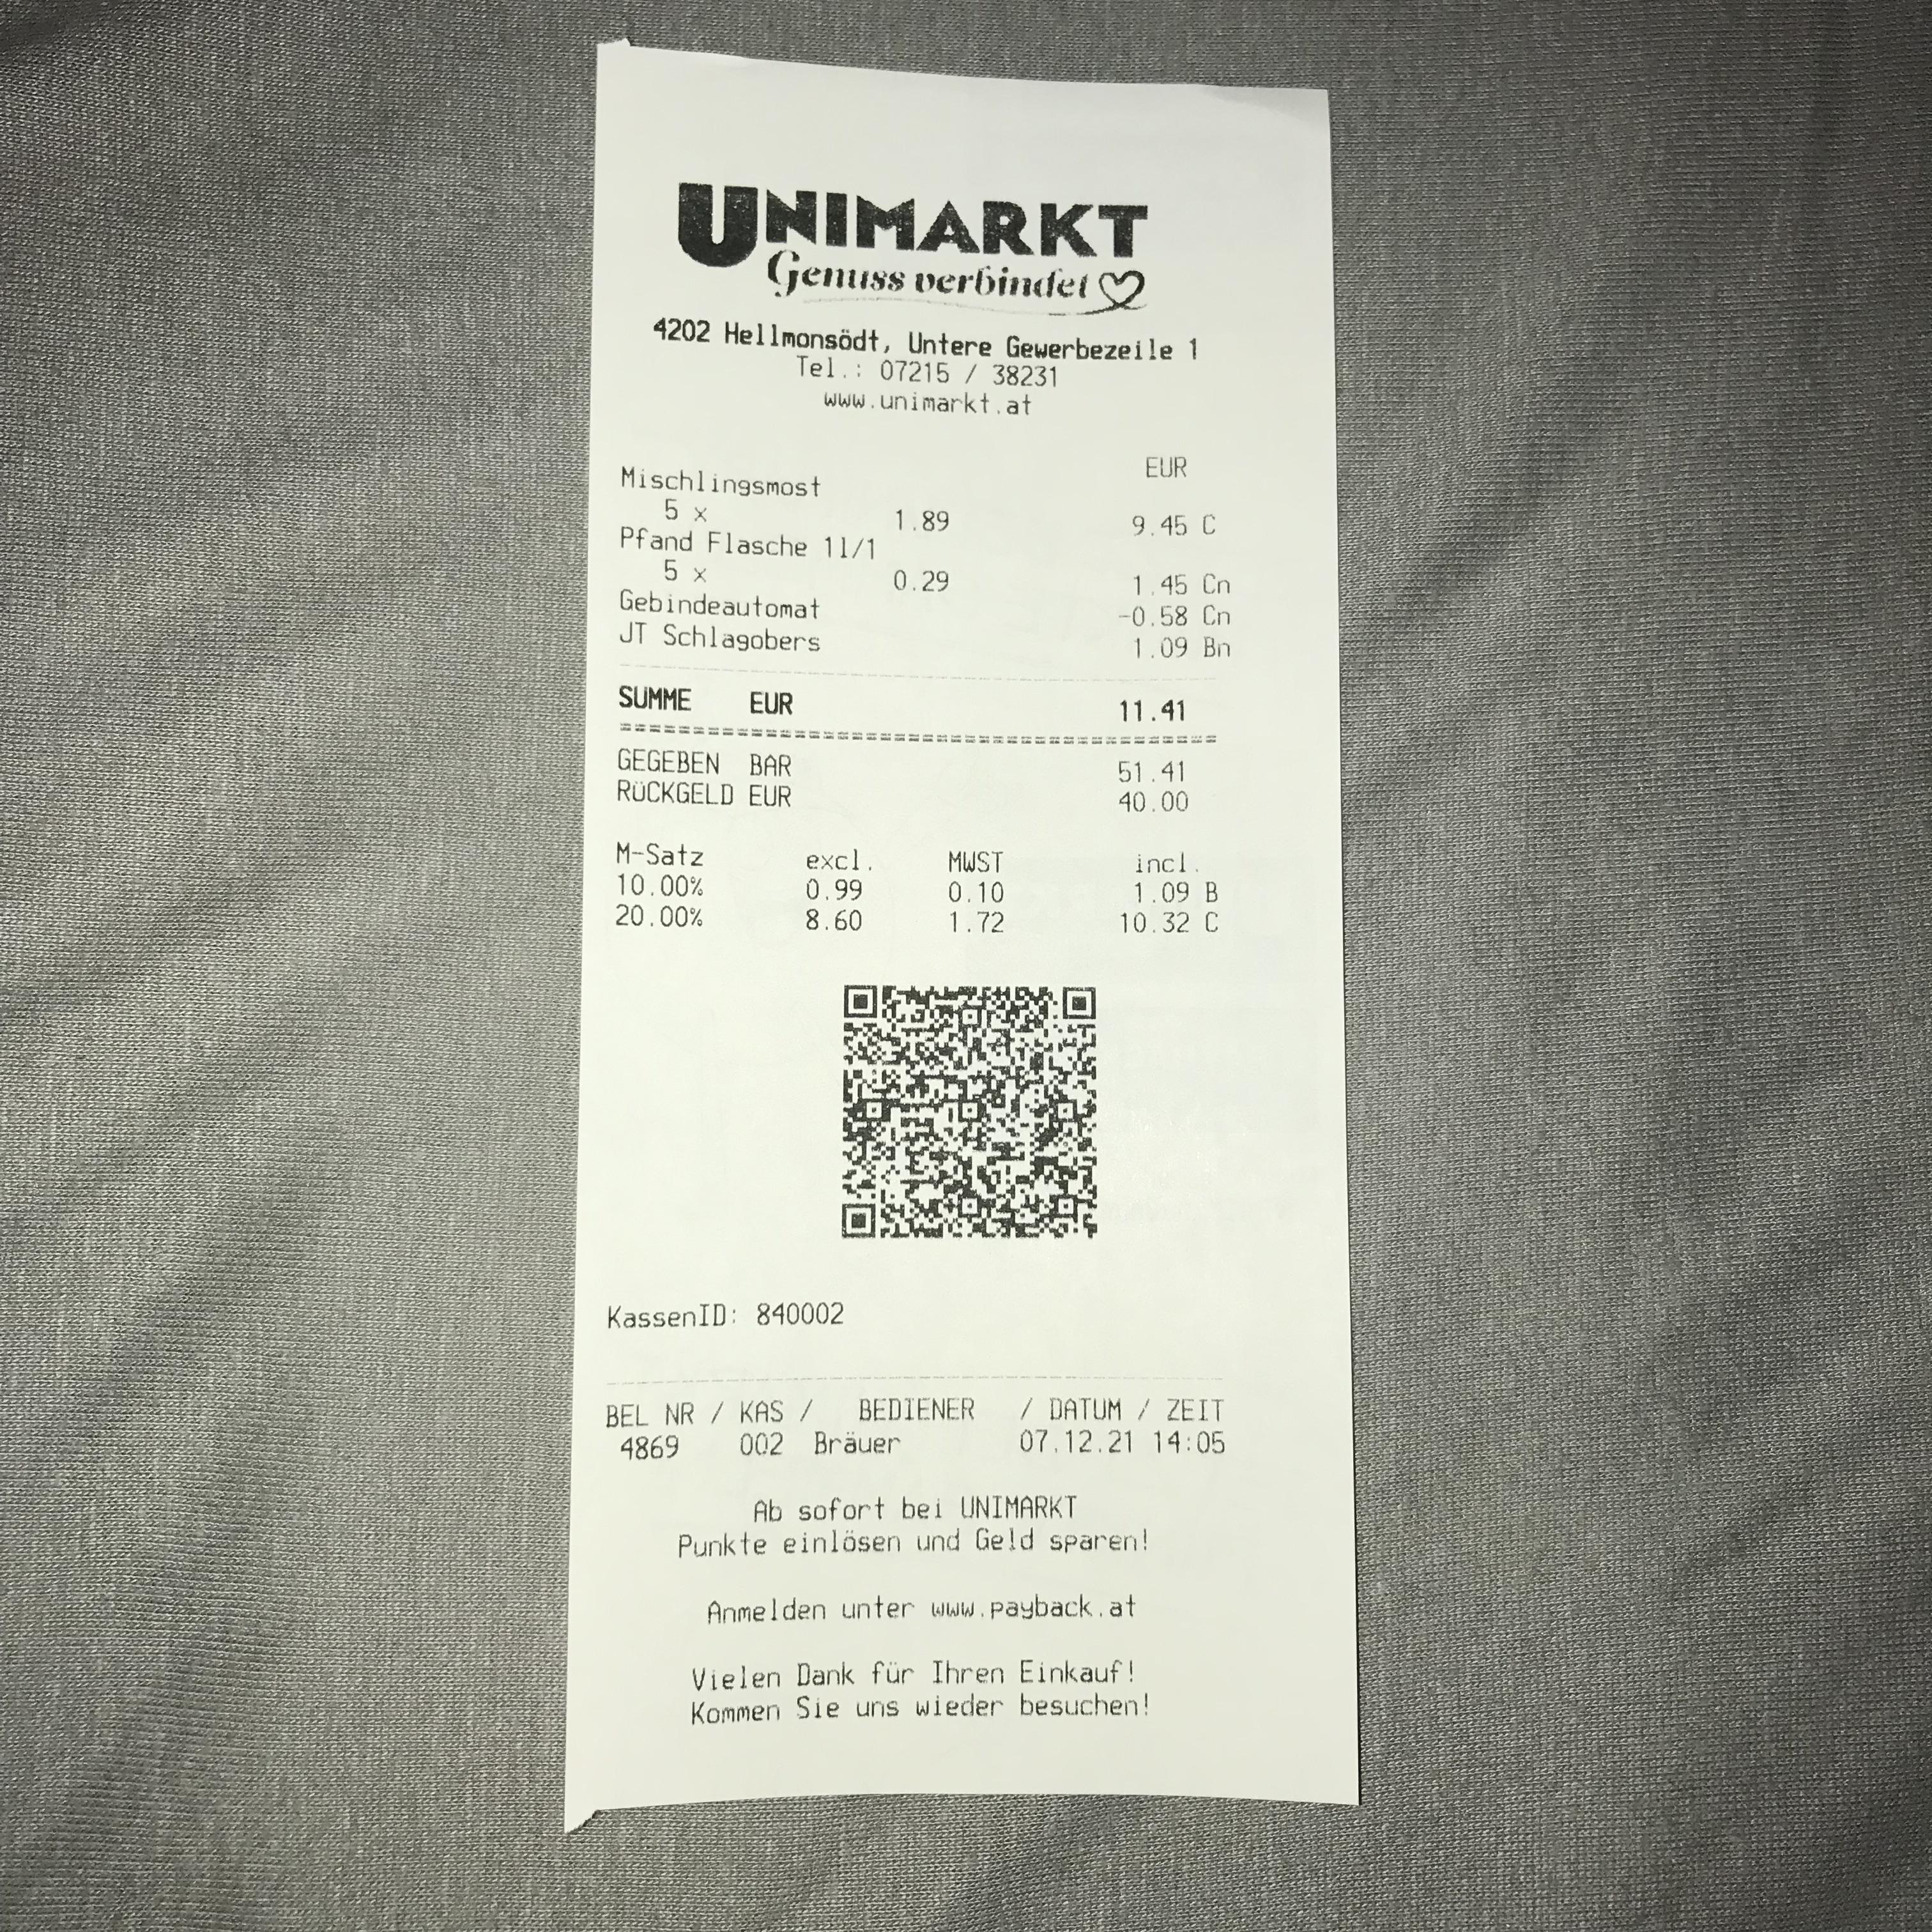 UNIMARKT
Genuss verbindet
4202 Hellmonsödt, Untere Gewerbezeile 1
Tel.: 07215 / 38231
www.unimarkt.at
EUR
Mischlingsmost
5 x 1.89 9.45 C
Pfand Flasche 1l/1
5 x 0.29 1.45 Cn
Gebindeautomat -0.58 Cn
JT Schlagobers 1.09 Bn
SUMME EUR 11.41
GEGEBEN BAR 51.41
RüCKGELD EUR 40.00
M-Satz excl. MWST incl.
10.00% 0.99 0.10 1.09 B
20.00% 8.60 1.72 10.32 C
KassenID: 840002
BEL NR / KAS / BEDIENER / DATUM / ZEIT
4869 002 Bräuer 07.12.21 14:05
Ab sofort bei UNIMARKT
Punkte einlösen und Geld sparen!
Anmelden unter www.payback.at
Vielen Dank für Ihren Einkauf!
Kommen Sie uns wieder besuchen!